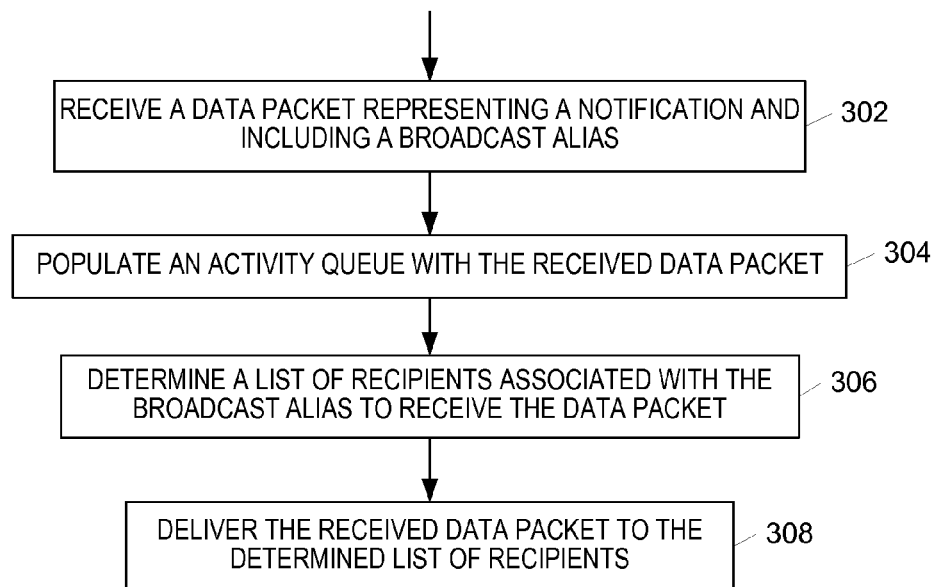 RECEIVE A DATA PACKET REPRESENTING A NOTIFICATION AND
INCLUDING A BROADCAST ALIAS
302
POPULATE AN ACTIVITY QUEUE WITH THE RECEIVED DATA PACKET
304
DETERMINE A LIST OF RECIPIENTS ASSOCIATED WITH THE
BROADCAST ALIAS TO RECEIVE THE DATA PACKET
306
DELIVER THE RECEIVED DATA PACKET TO THE
DETERMINED LIST OF RECIPIENTS
308